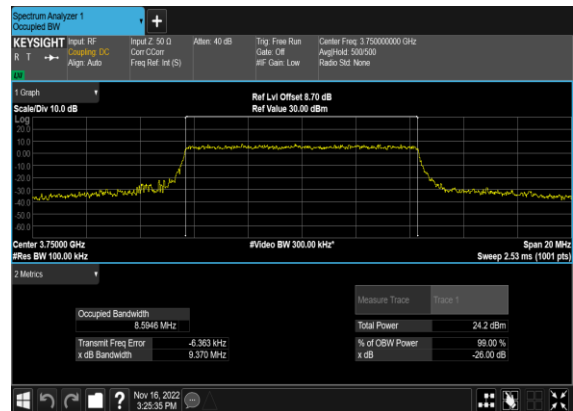 Spectrum Analyzer 1
Occupied BW
+
KEYSIGHT Input: RF Input Z: 50 Ω Atten: 40 dB Trig: Free Run Center Freq: 3.750000000 GHz
R T Coupling: DC Corr CCorr Gate: Off Avg|Hold: 500/500
Align: Auto Freq Ref: Int (S) #IF Gain: Low Radio Std: None
1 Graph
Ref Lvl Offset 8.70 dB
Scale/Div 10.0 dB Ref Value 30.00 dBm
Log
20.0
10.0
0.00
-10.0
-20.0
-30.0
-40.0
-50.0
-60.0
Center 3.75000 GHz #Video BW 300.00 kHz* Span 20 MHz
#Res BW 100.00 kHz Sweep 2.53 ms (1001 pts)
2 Metrics
Measure Trace Trace 1
Occupied Bandwidth
8.5946 MHz Total Power 24.2 dBm
Transmit Freq Error -6.363 kHz % of OBW Power 99.00 %
x dB Bandwidth 9.370 MHz x dB -26.00 dB
?
Nov 16, 2022
3:25:35 PM